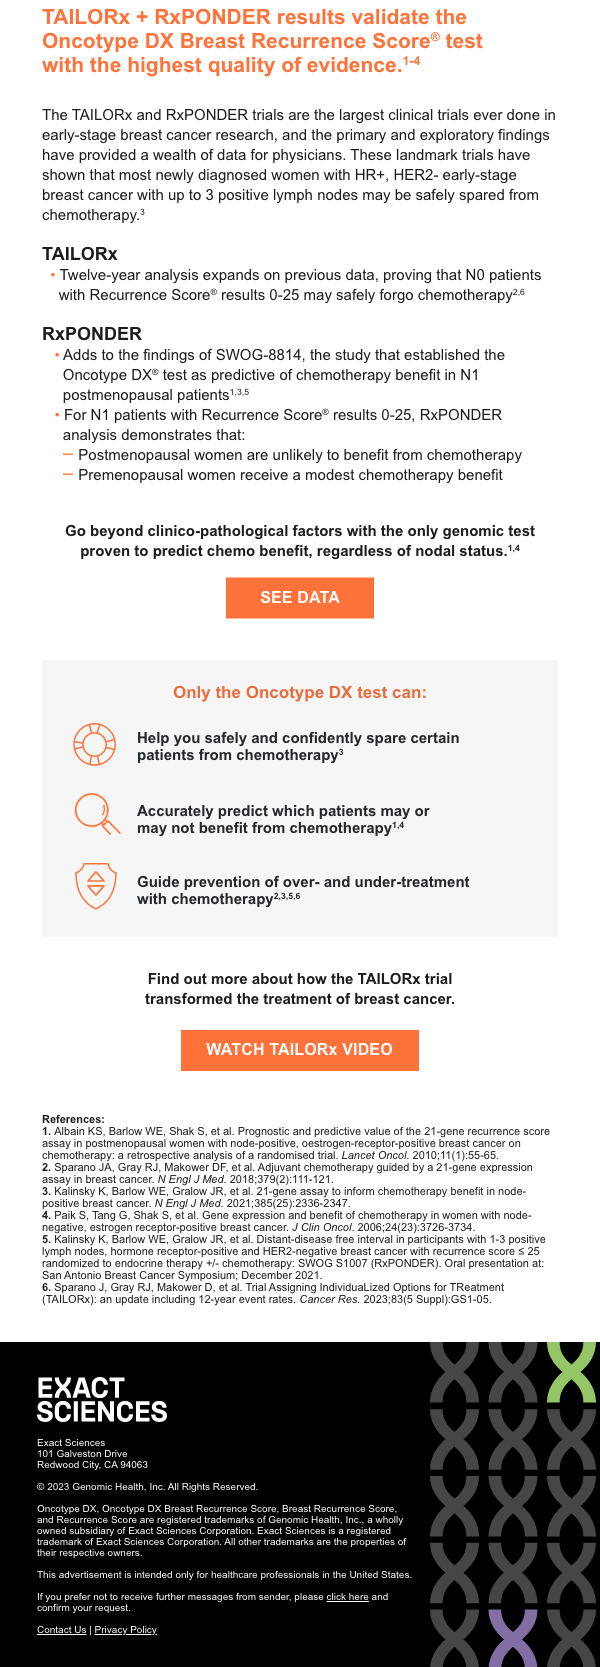 TAILORx + RxPONDER results validate the
Oncotype DX Breast Recurrence Score® test
with the highest quality of evidence.1-4
The TAILORx and RxPONDER trials are the largest clinical trials ever done in
early-stage breast cancer research, and the primary and exploratory findings
have provided a wealth of data for physicians. These landmark trials have
shown that most newly diagnosed women with HR+, HER2- early-stage
breast cancer with up to 3 positive lymph nodes may be safely spared from
chemotherapy.3
TAILORx
• Twelve-year analysis expands on previous data, proving that N0 patients
with Recurrence Score® results 0-25 may safely forgo chemotherapy2,6
RxPONDER
• Adds to the findings of SWOG-8814, the study that established the
Oncotype DX® test as predictive of chemotherapy benefit in N1
postmenopausal patients1,3,5
• For N1 patients with Recurrence Score® results 0-25, RxPONDER
analysis demonstrates that:
— Postmenopausal women are unlikely to benefit from chemotherapy
— Premenopausal women receive a modest chemotherapy benefit
Go beyond clinico-pathological factors with the only genomic test
proven to predict chemo benefit, regardless of nodal status.1,4
SEE DATA
Only the Oncotype DX test can:
Help you safely and confidently spare certain
patients from chemotherapy3
Accurately predict which patients may or
may not benefit from chemotherapy1,4
Guide prevention of over- and under-treatment
with chemotherapy2,3,5,6
Find out more about how the TAILORx trial
transformed the treatment of breast cancer.
WATCH TAILORx VIDEO
References:
1. Albain KS, Barlow WE, Shak S, et al. Prognostic and predictive value of the 21-gene recurrence score
assay in postmenopausal women with node-positive, oestrogen-receptor-positive breast cancer on
chemotherapy: a retrospective analysis of a randomised trial. Lancet Oncol. 2010;11(1):55-65.
2. Sparano JA, Gray RJ, Makower DF, et al. Adjuvant chemotherapy guided by a 21-gene expression
assay in breast cancer. N Engl J Med. 2018;379(2):111-121.
3. Kalinsky K, Barlow WE, Gralow JR, et al. 21-gene assay to inform chemotherapy benefit in node-
positive breast cancer. N Engl J Med. 2021;385(25):2336-2347.
4. Paik S, Tang G, Shak S, et al. Gene expression and benefit of chemotherapy in women with node-
negative, estrogen receptor-positive breast cancer. J Clin Oncol. 2006;24(23):3726-3734.
5. Kalinsky K, Barlow WE, Gralow JR, et al. Distant-disease free interval in participants with 1-3 positive
lymph nodes, hormone receptor-positive and HER2-negative breast cancer with recurrence score ≤ 25
randomized to endocrine therapy +/- chemotherapy: SWOG S1007 (RxPONDER). Oral presentation at:
San Antonio Breast Cancer Symposium; December 2021.
6. Sparano J, Gray RJ, Makower D, et al. Trial Assigning IndividuaLized Options for TReatment
(TAILORx): an update including 12-year event rates. Cancer Res. 2023;83(5 Suppl):GS1-05.
EXACT
SCIENCES
Exact Sciences
101 Galveston Drive
Redwood City, CA 94063
© 2023 Genomic Health, Inc. All Rights Reserved.
Oncotype DX, Oncotype DX Breast Recurrence Score, Breast Recurrence Score,
and Recurrence Score are registered trademarks of Genomic Health, Inc., a wholly
owned subsidiary of Exact Sciences Corporation. Exact Sciences is a registered
trademark of Exact Sciences Corporation. All other trademarks are the properties of
their respective owners.
This advertisement is intended only for healthcare professionals in the United States.
If you prefer not to receive further messages from sender, please click here and
confirm your request.
Contact Us | Privacy Policy